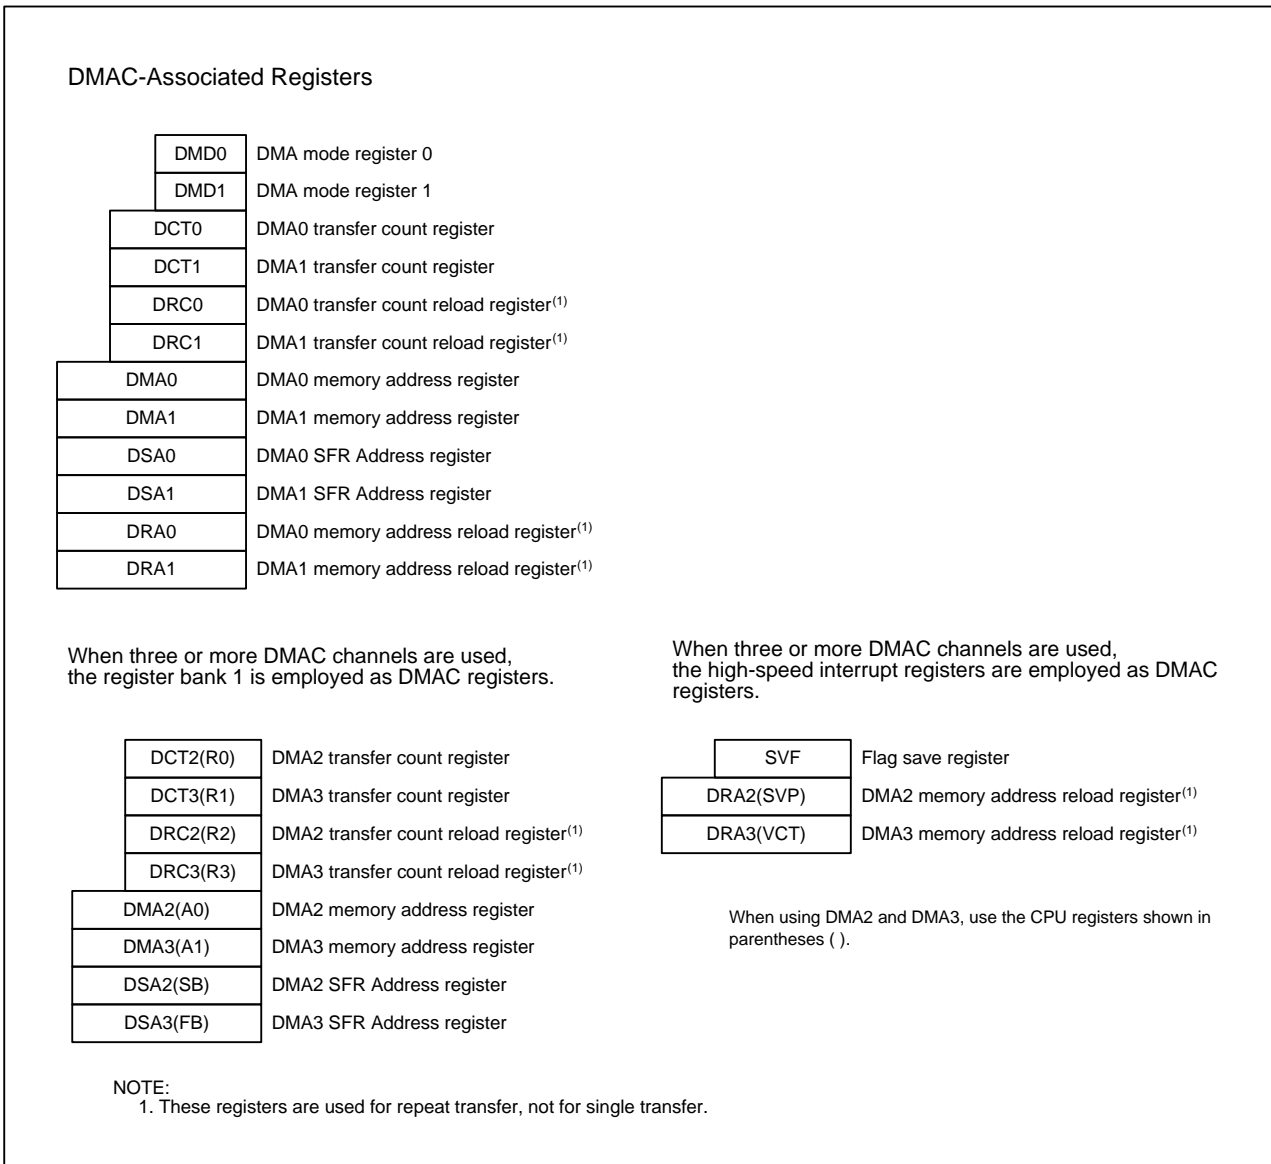 DMAC-Associated Registers
DMD0 DMA mode register 0
DMD1 DMA mode register 1
DCT0 DMA0 transfer count register
DCT1 DMA1 transfer count register
DRC0 DMA0 transfer count reload register(1)
DRC1 DMA1 transfer count reload register(1)
DMA0 DMA0 memory address register
DMA1 DMA1 memory address register
DSA0 DMA0 SFR Address register
DSA1 DMA1 SFR Address register
DRA0 DMA0 memory address reload register(1)
DRA1 DMA1 memory address reload register(1)
When three or more DMAC channels are used,
the register bank 1 is employed as DMAC registers.
DCT2(R0) DMA2 transfer count register
DCT3(R1) DMA3 transfer count register
DRC2(R2) DMA2 transfer count reload register(1)
DRC3(R3) DMA3 transfer count reload register(1)
DMA2(A0) DMA2 memory address register
DMA3(A1) DMA3 memory address register
DSA2(SB) DMA2 SFR Address register
DSA3(FB) DMA3 SFR Address register
When three or more DMAC channels are used,
the high-speed interrupt registers are employed as DMAC
registers.
SVF Flag save register
DRA2(SVP) DMA2 memory address reload register(1)
DRA3(VCT) DMA3 memory address reload register(1)
When using DMA2 and DMA3, use the CPU registers shown in
parentheses ( ).
NOTE:
1. These registers are used for repeat transfer, not for single transfer.